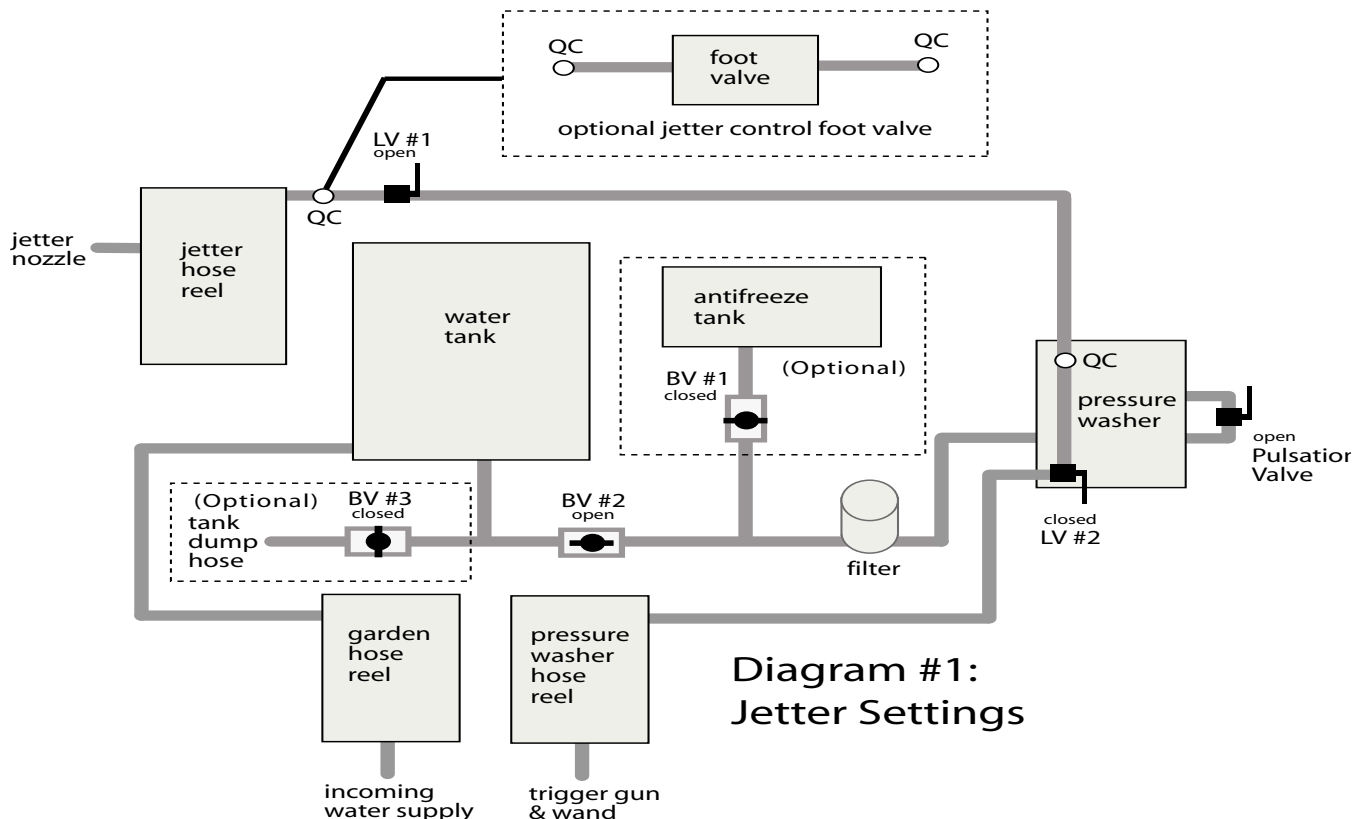 QC
foot
valve
QC
optional jetter control foot valve
LV #1
open
QC
jetter
nozzle
jetter
hose
reel
water
tank
antifreeze
tank
(Optional)
BV #1
closed
QC
pressure
washer
open
Pulsation
Valve
(Optional)
tank
dump
hose
BV #3
closed
BV #2
open
filter
closed
LV #2
garden
hose
reel
pressure
washer
hose
reel
Diagram #1:
Jetter Settings
incoming
water supply
trigger gun
& wand